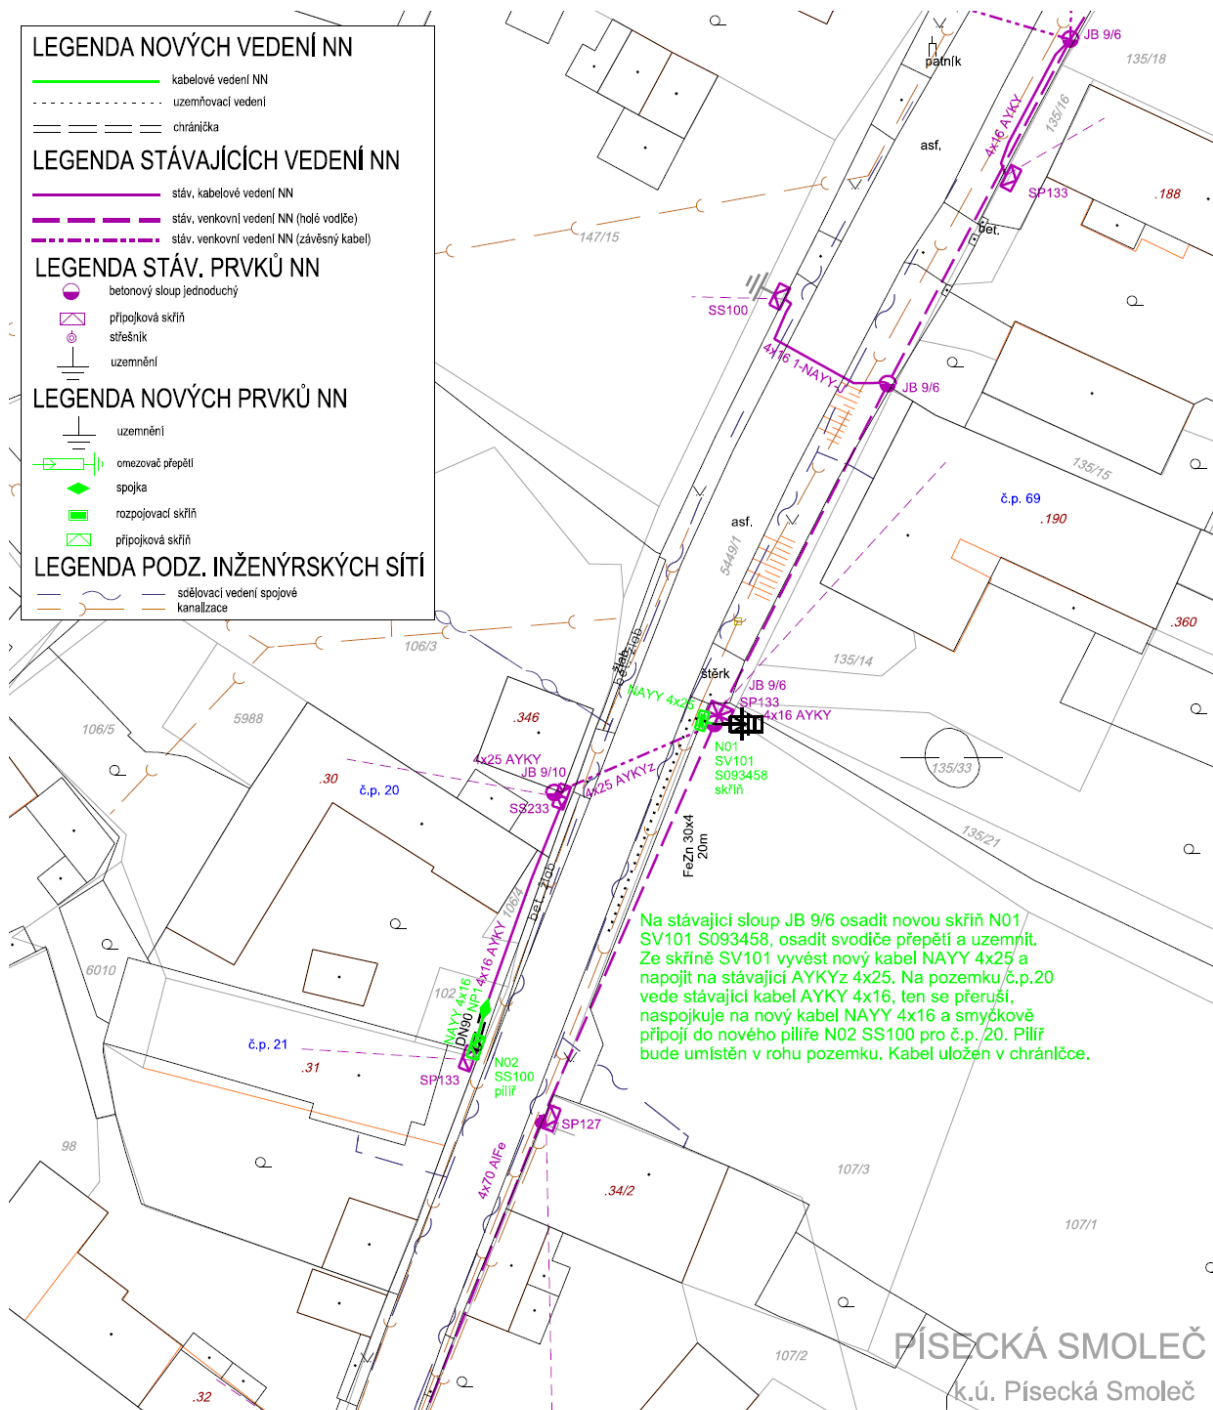 LEGENDA NOVÝCH VEDENÍ NN
kabelové vedení NN
uzemňovací vedení
chránička
LEGENDA STÁVAJÍCÍCH VEDENÍ NN
stáv. kabelové vedení NN
stáv. venkovní vedení NN (holé vodiče)
stáv. venkovní vedení NN (závěsný kabel)
LEGENDA STÁV. PRVKŮ NN
betonový sloup jednoduchý
přípojková skříň
střešník
uzemnění
LEGENDA NOVÝCH PRVKŮ NN
uzemnění
omezovač přepětí
spojka
rozpojovací skříň
přípojková skříň
LEGENDA PODZ. INŽENÝRSKÝCH SÍTÍ
sdělovací vedení spojové
kanalizace
JB 9/6
135/18
patník
4x16 AYKY
135/16
asf.
SP133
.188
bet.
147/15
SS100
4x16 1-NAYY-J
JB 9/6
135/15
č.p. 69
.190
asf.
5449/1
.360
106/3
žlab
bet. žlob
135/14
štěrk
JB 9/6
NAYY 4x25
SP133
4x16 AYKY
5988
106/5
.346
N01
SV101
S093458
skříň
135/33
4x25 AYKY
JB 9/10
4x25 AYKYz
.30
č.p. 20
SS233
135/21
FeZn 30x4
20m
bet. žlob
106/4
Na stávající sloup JB 9/6 osadit novou skříň N01
SV101 S093458, osadit svodiče přepětí a uzemnit.
Ze skříně SV101 vyvést nový kabel NAYY 4x25 a
napojit na stávající AYKYz 4x25. Na pozemku č.p.20
vede stávající kabel AYKY 4x16, ten se přeruší,
naspojkuje na nový kabel NAYY 4x16 a smyčkově
připojí do nového pilíře N02 SS100 pro č.p. 20. Pilíř
bude umístěn v rohu pozemku. Kabel uložen v chráničce.
6010
4x16 AYKY
102
NAYY 4x16
NP1
DN90
č.p. 21
.31
SP133
N02
SS100
pilíř
SP127
98
4x70 AlFe
107/3
.34/2
107/1
107/2
.32
PÍSECKÁ SMOLEČ
k.ú. Písecká Smoleč